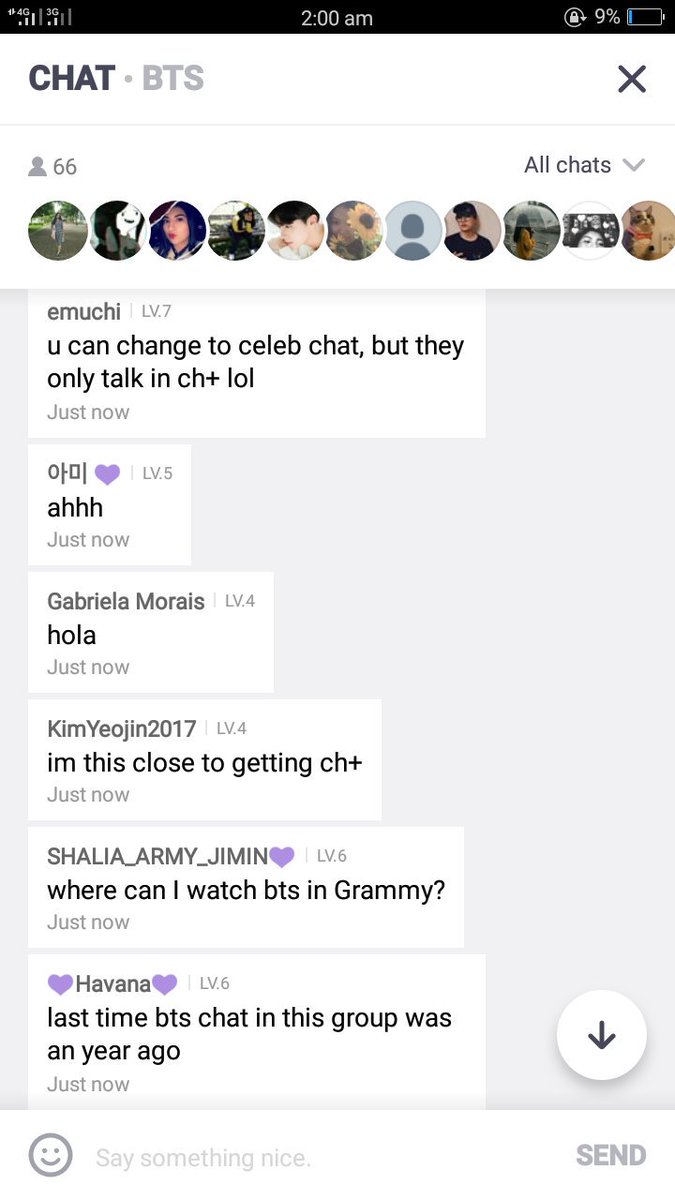 4G 3G 2:00 am 9%
CHAT · BTS
66 All chats
emuchi LV.7
u can change to celeb chat, but they
only talk in ch+ lol
Just now
아미 💜 LV.5
ahhh
Just now
Gabriela Morais LV.4
hola
Just now
KimYeojin2017 LV.4
im this close to getting ch+
Just now
SHALIA_ARMY_JIMIN💜 LV.6
where can I watch bts in Grammy?
Just now
💜Havana💜 LV.6
last time bts chat in this group was
an year ago
Just now
Say something nice. SEND